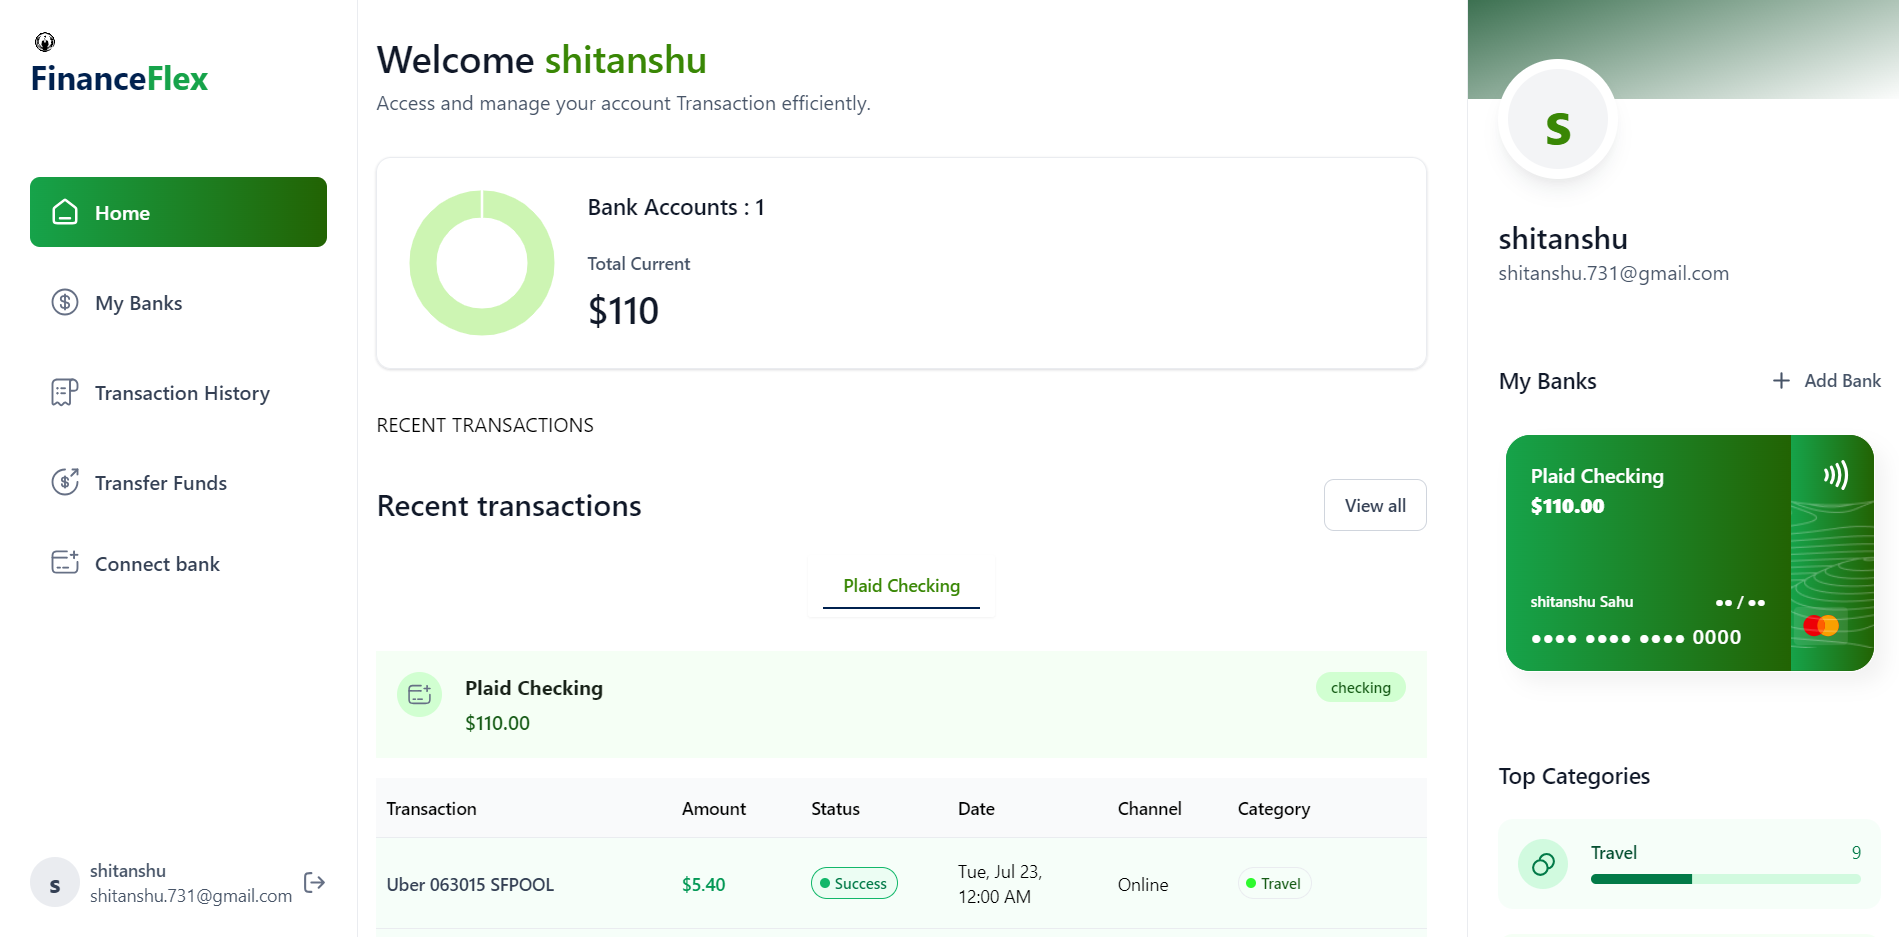 FinanceFlex
Home
My Banks
Transaction History
Transfer Funds
Connect bank
s
shitanshu
shitanshu.731@gmail.com
Welcome shitanshu
Access and manage your account Transaction efficiently.
Bank Accounts : 1
Total Current
$110
RECENT TRANSACTIONS
Recent transactions
View all
Plaid Checking
Plaid Checking
$110.00
checking
Transaction Amount Status Date Channel Category
Uber 063015 SFPOOL $5.40 Success Tue, Jul 23, 12:00 AM Online Travel
s
shitanshu
shitanshu.731@gmail.com
My Banks
+ Add Bank
Plaid Checking
$110.00
shitanshu Sahu ●● / ●●
●●●● ●●●● ●●●● 0000
Top Categories
Travel 9